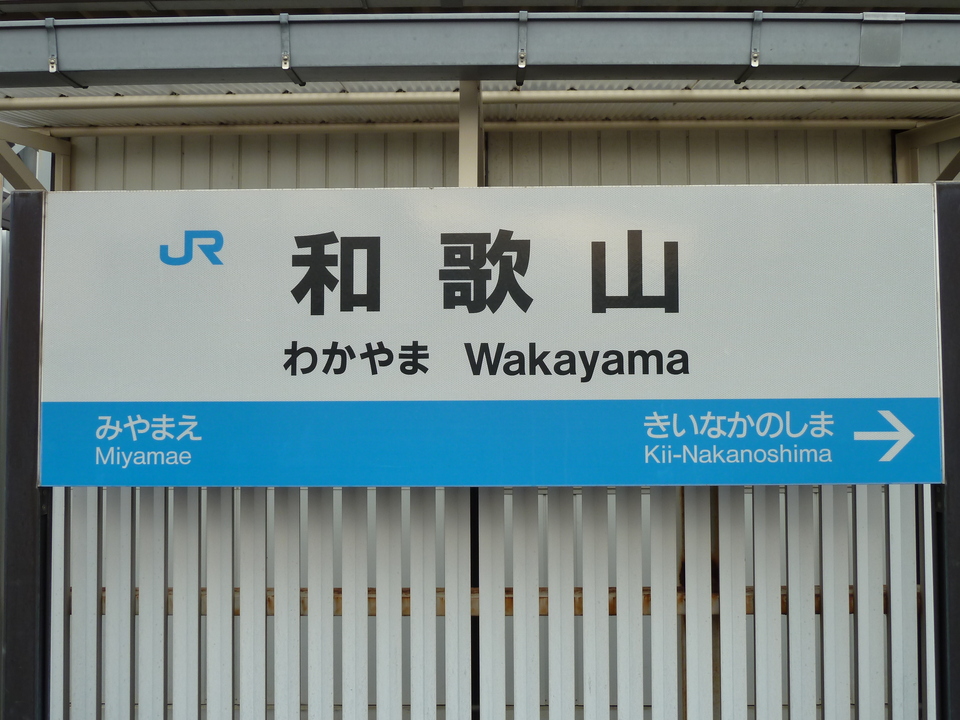 JR 和歌山
わかやま Wakayama
みやまえ きいなかのしま →
Miyamae Kii-Nakanoshima